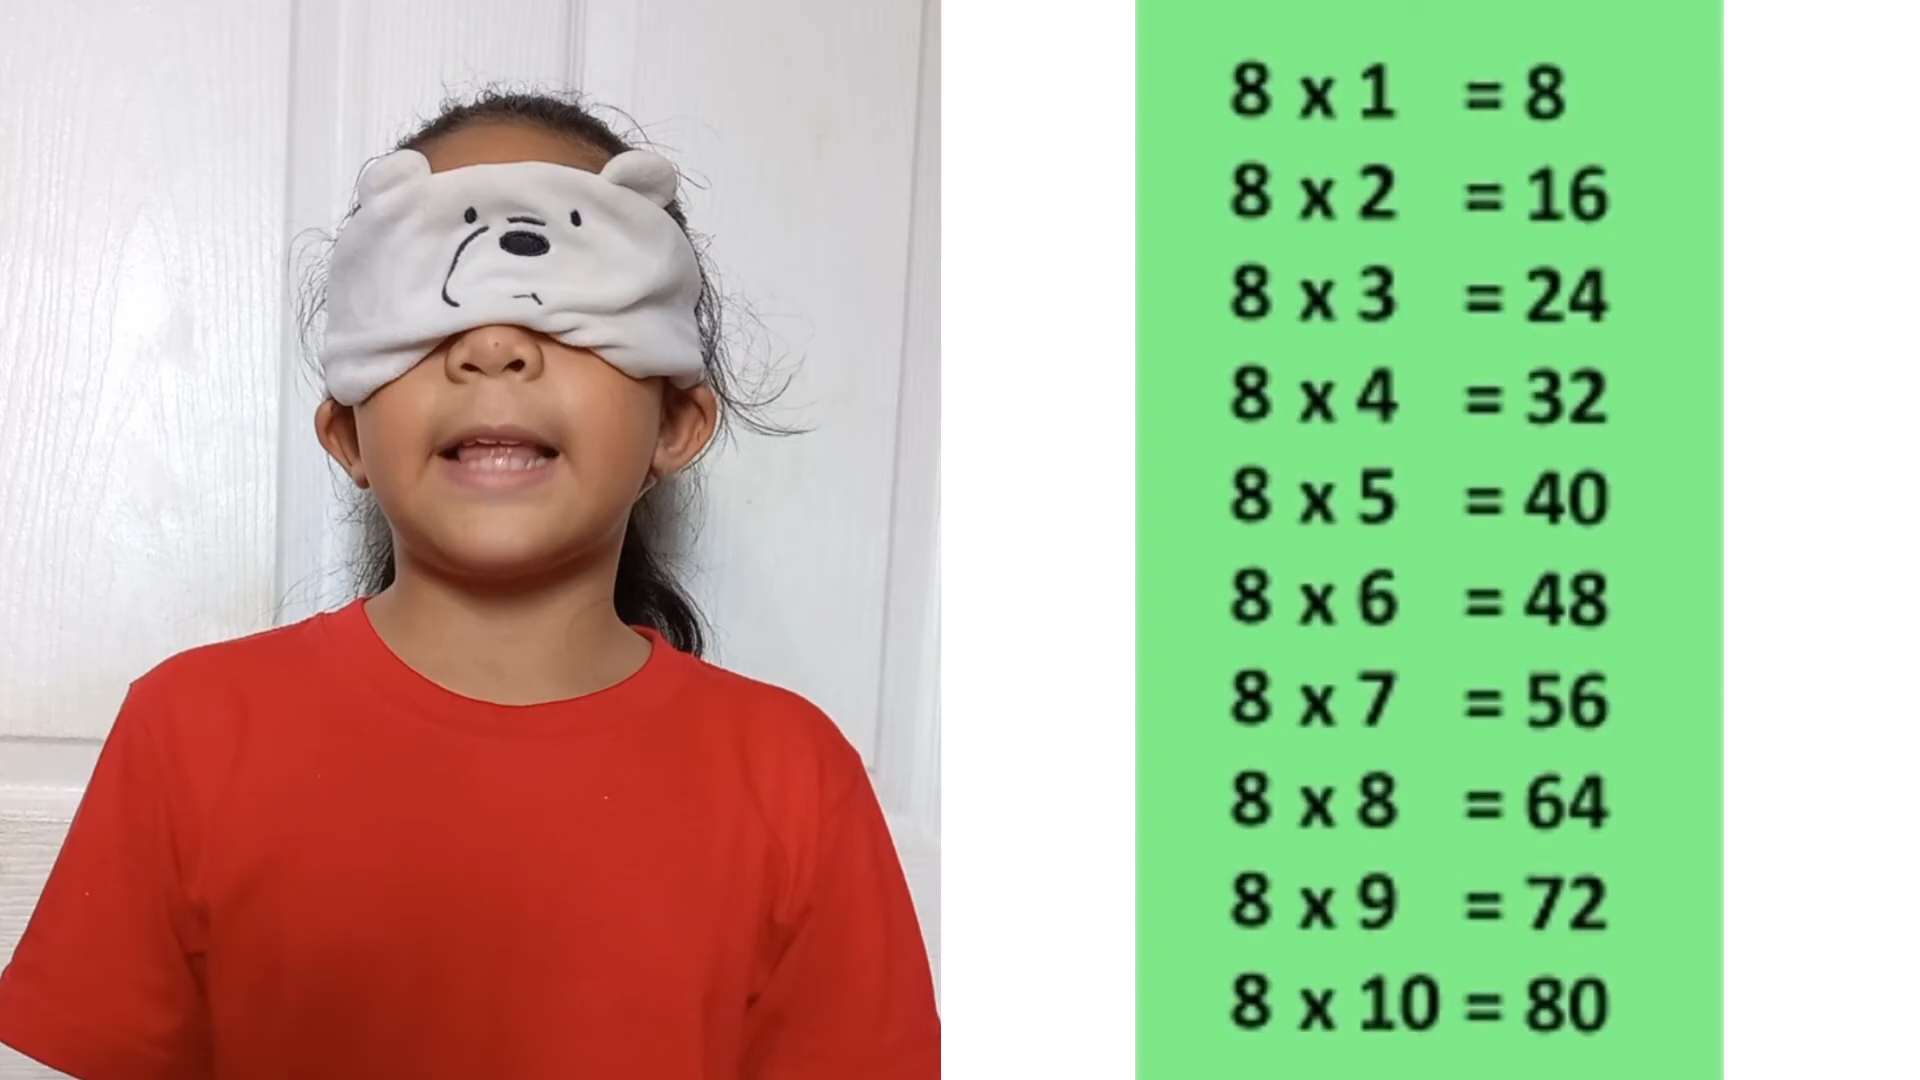 8 x 1 = 8
8 x 2 = 16
8 x 3 = 24
8 x 4 = 32
8 x 5 = 40
8 x 6 = 48
8 x 7 = 56
8 x 8 = 64
8 x 9 = 72
8 x 10 = 80